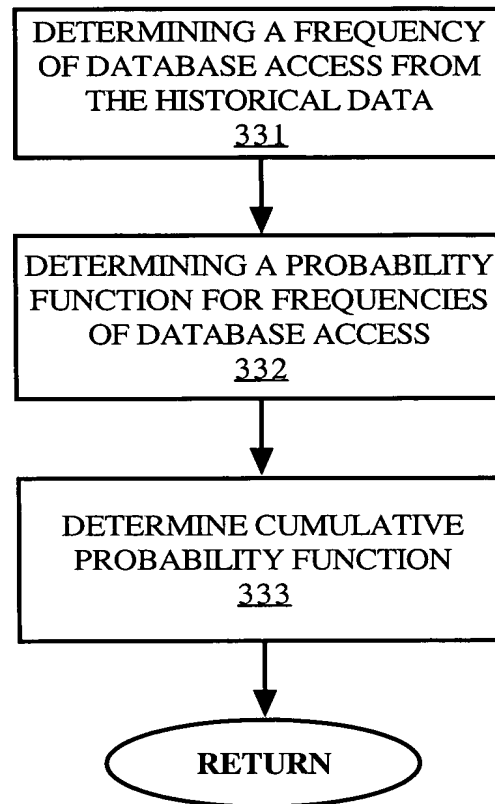 DETERMINING A FREQUENCY
OF DATABASE ACCESS FROM
THE HISTORICAL DATA
331
DETERMINING A PROBABILITY
FUNCTION FOR FREQUENCIES
OF DATABASE ACCESS
332
DETERMINE CUMULATIVE
PROBABILITY FUNCTION
333
RETURN